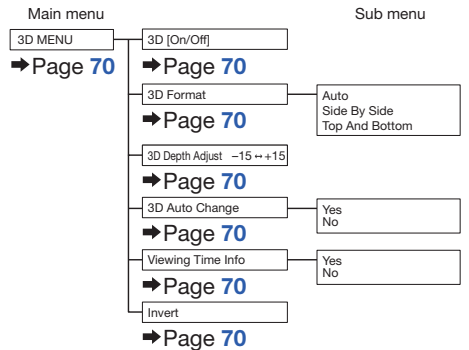 Main menu
Sub menu
3D MENU
➡Page 70
3D [On/Off]
➡Page 70
3D Format
➡Page 70
Auto
Side By Side
Top And Bottom
3D Depth Adjust −15 ↔ +15
➡Page 70
3D Auto Change
➡Page 70
Yes
No
Viewing Time Info
➡Page 70
Yes
No
Invert
➡Page 70